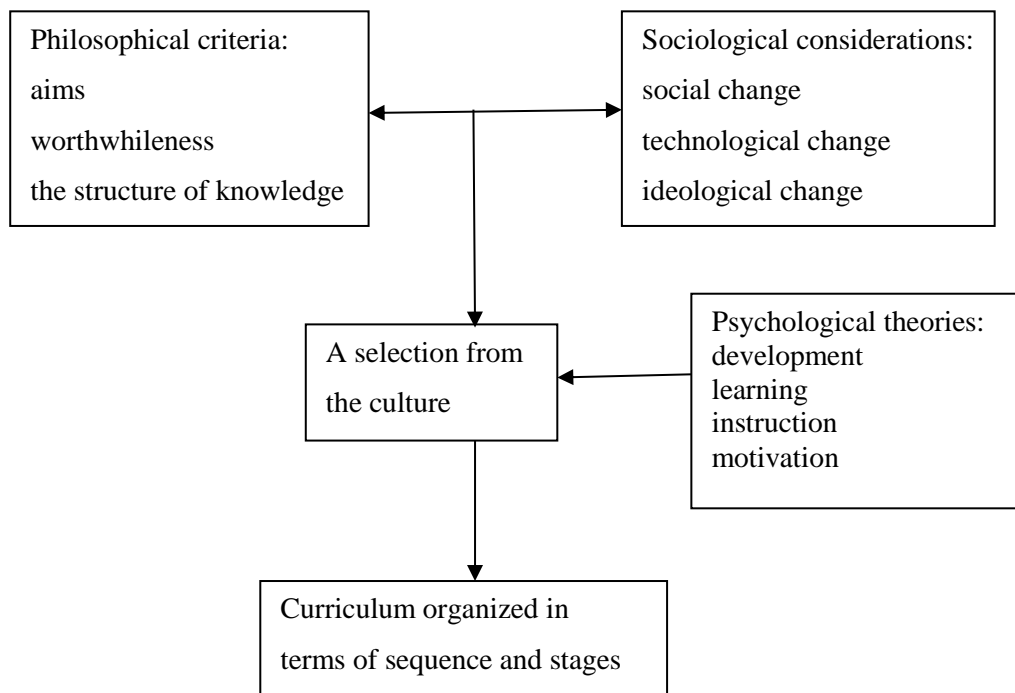 Philosophical criteria:
aims
worthwhileness
the structure of knowledge
Sociological considerations:
social change
technological change
ideological change
A selection from
the culture
Psychological theories:
development
learning
instruction
motivation
Curriculum organized in
terms of sequence and stages